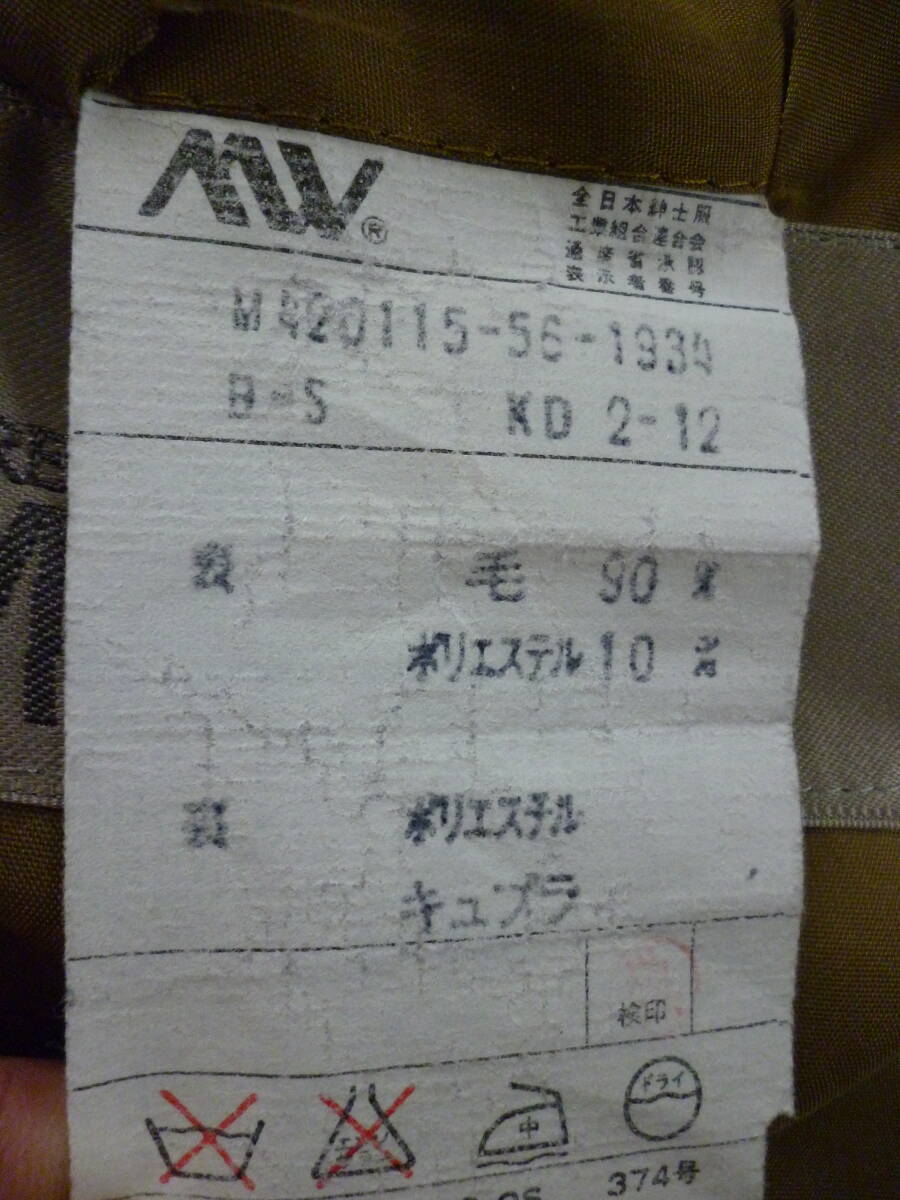 MW®
全日本紳士服
工業組合連合会
通産省承認
表示者番号
M420115-56-1934
B-S KD 2-12
表 毛 90 %
ポリエステル 10 %
裏 ポリエステル
キュプラ
検印
中
ドライ
374号